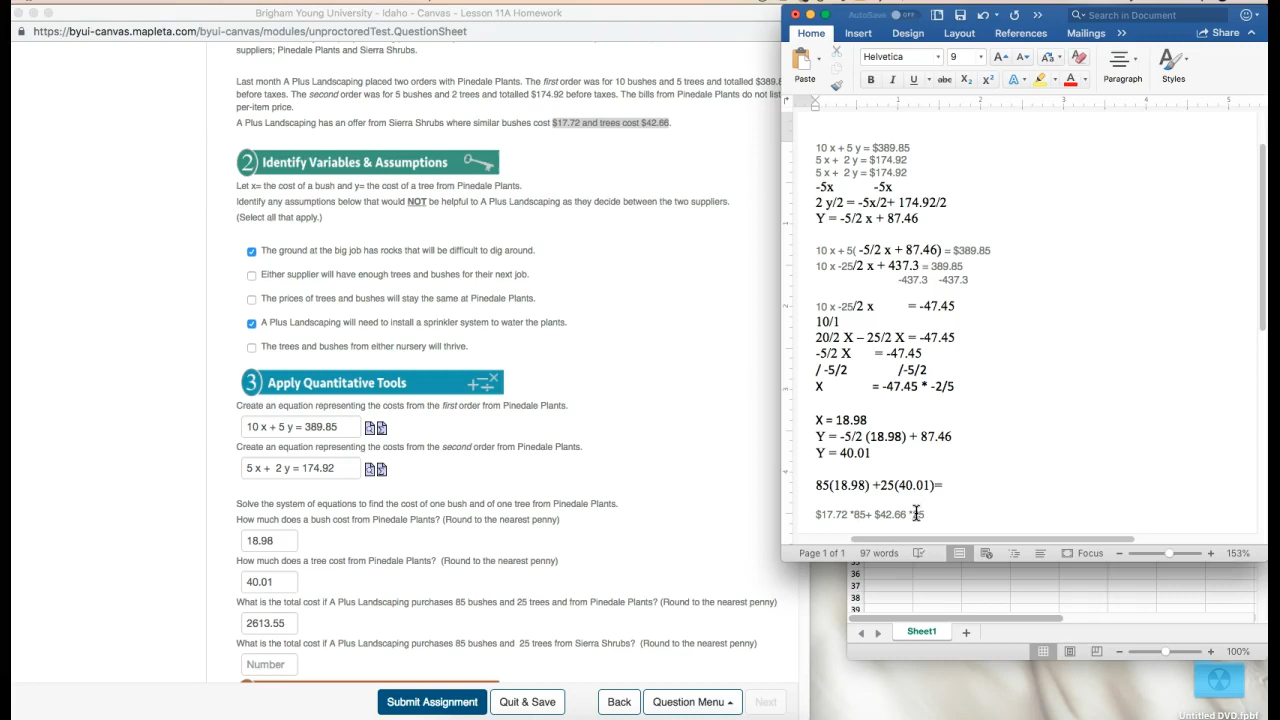 Brigham Young University - Idaho - Canvas - Lesson 11A Homework
https://byui-canvas.mapleta.com/modules/unproctoredTest.QuestionSheet
suppliers; Pinedale Plants and Sierra Shrubs.
Last month A Plus Landscaping placed two orders with Pinedale Plants. The first order was for 10 bushes and 5 trees and totalled $389.8
before taxes. The second order was for 5 bushes and 2 trees and totalled $174.92 before taxes. The bills from Pinedale Plants do not list
per-item price.
A Plus Landscaping has an offer from Sierra Shrubs where similar bushes cost $17.72 and trees cost $42.66.
2 Identify Variables & Assumptions
Let x= the cost of a bush and y= the cost of a tree from Pinedale Plants.
Identify any assumptions below that would NOT be helpful to A Plus Landscaping as they decide between the two suppliers.
(Select all that apply.)
The ground at the big job has rocks that will be difficult to dig around.
Either supplier will have enough trees and bushes for their next job.
The prices of trees and bushes will stay the same at Pinedale Plants.
A Plus Landscaping will need to install a sprinkler system to water the plants.
The trees and bushes from either nursery will thrive.
3 Apply Quantitative Tools
Create an equation representing the costs from the first order from Pinedale Plants.
10 x + 5 y = 389.85
Create an equation representing the costs from the second order from Pinedale Plants.
5 x + 2 y = 174.92
Solve the system of equations to find the cost of one bush and one tree from Pinedale Plants.
How much does a bush cost from Pinedale Plants? (Round to the nearest penny)
18.98
How much does a tree cost from Pinedale Plants? (Round to the nearest penny)
40.01
What is the total cost if A Plus Landscaping purchases 85 bushes and 25 trees and from Pinedale Plants? (Round to the nearest penny)
2613.55
What is the total cost if A Plus Landscaping purchases 85 bushes and 25 trees from Sierra Shrubs? (Round to the nearest penny)
Number
Submit Assignment Quit & Save Back Question Menu Next
AutoSave OFF Search in Document
Home Insert Design Layout References Mailings Share
Paste Helvetica 9 A A Aa A
B I U abc X2 X2 A A Paragraph Styles
1 2 3 4 5
10 x + 5 y = $389.85
5 x + 2 y = $174.92
5 x + 2 y = $174.92
-5x -5x
2 y/2 = -5x/2+ 174.92/2
Y = -5/2 x + 87.46
10 x + 5( -5/2 x + 87.46) = $389.85
10 x -25/2 x + 437.3 = 389.85
-437.3 -437.3
10 x -25/2 x = -47.45
10/1
20/2 X – 25/2 X = -47.45
-5/2 X = -47.45
/ -5/2 /-5/2
X = -47.45 * -2/5
X = 18.98
Y = -5/2 (18.98) + 87.46
Y = 40.01
85(18.98) +25(40.01)=
$17.72 *85+ $42.66 *
Page 1 of 1 97 words Focus 153%
36
37
38
39
Sheet1
100%
Untitled DVD.fpbf